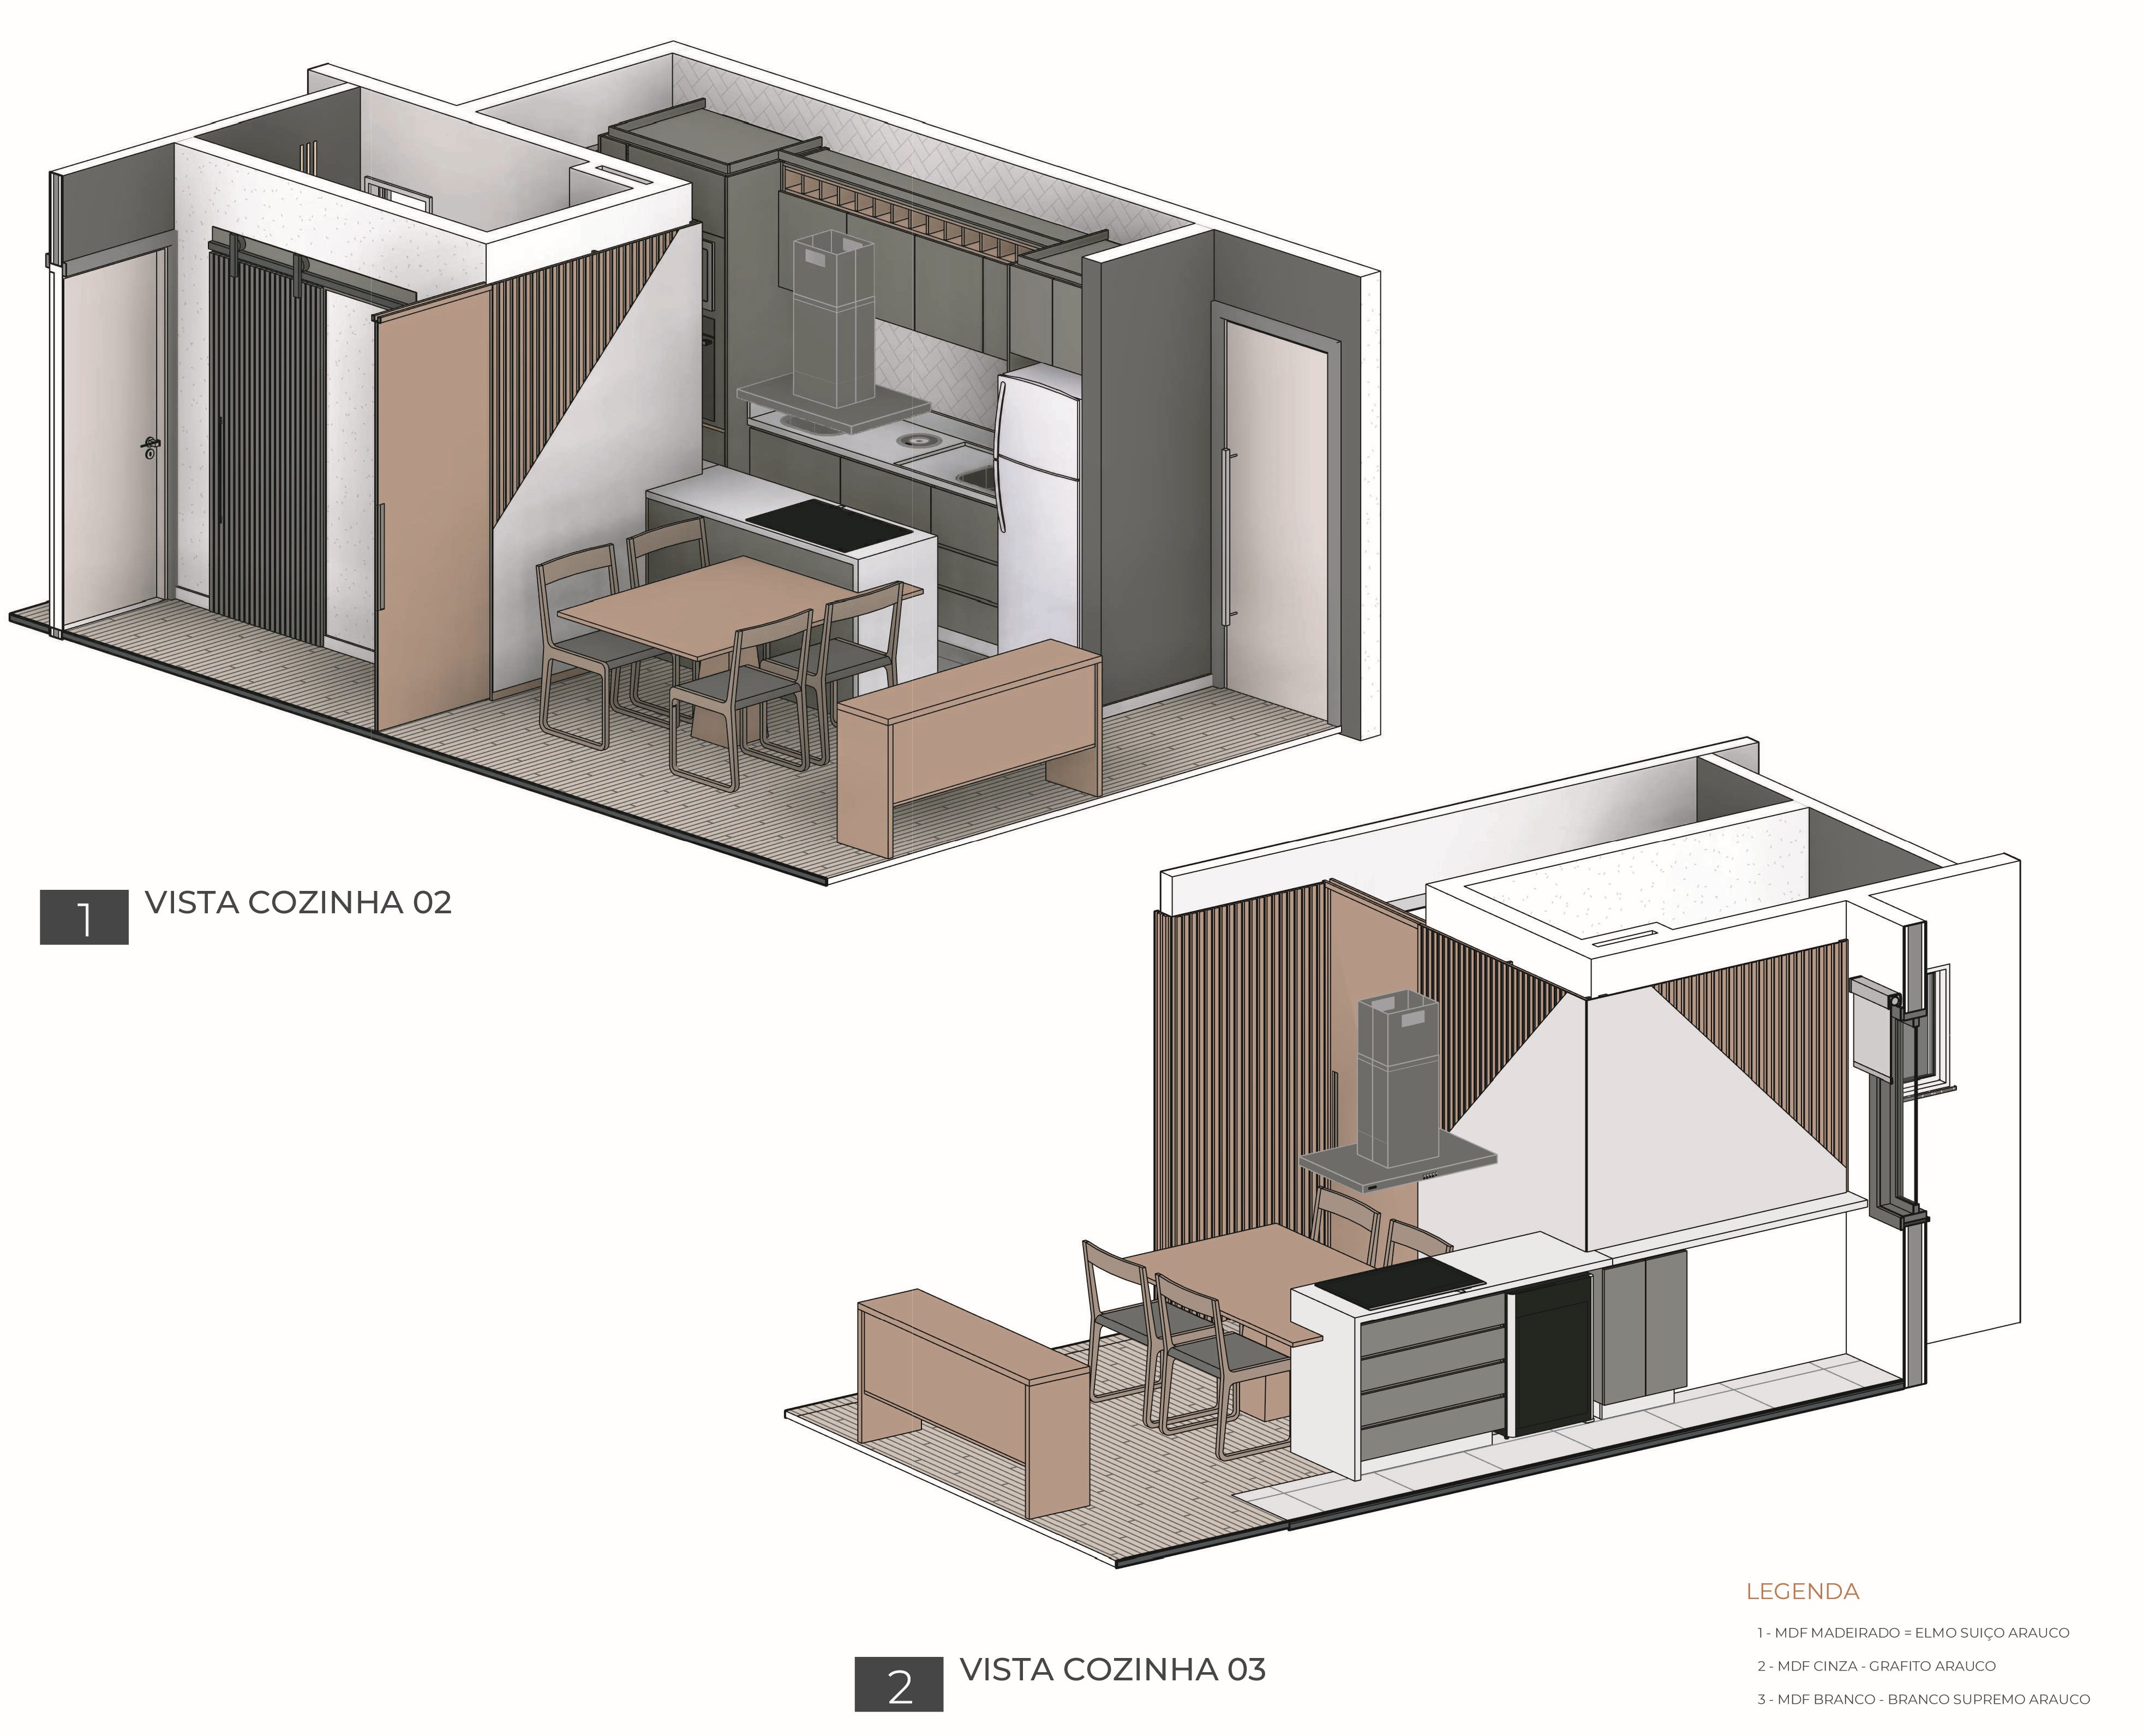 1 VISTA COZINHA 02
2 VISTA COZINHA 03
LEGENDA
1 - MDF MADEIRADO = ELMO SUIÇO ARAUCO
2 - MDF CINZA - GRAFITO ARAUCO
3 - MDF BRANCO - BRANCO SUPREMO ARAUCO